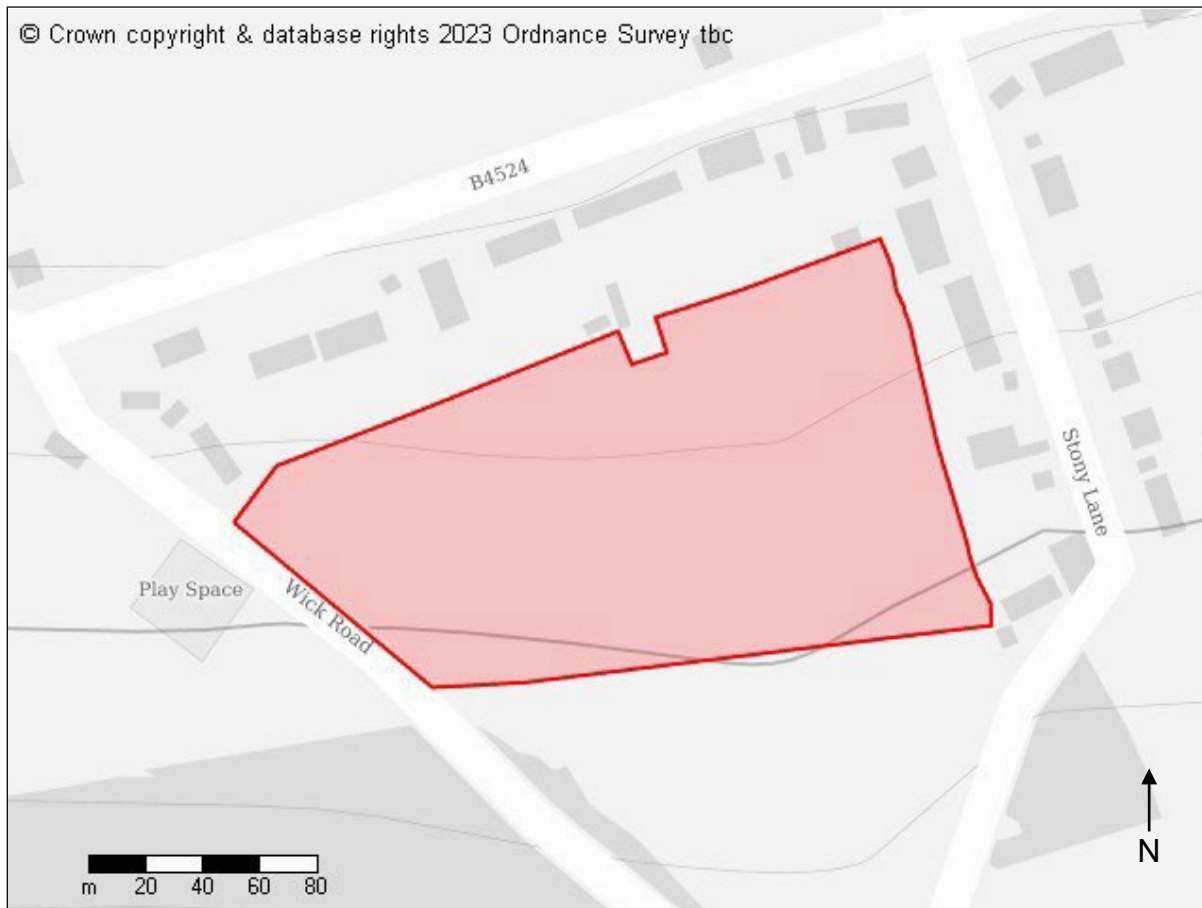 © Crown copyright & database rights 2023 Ordnance Survey tbc
B4524
Stony Lane
Play Space
Wick Road
m 20 40 60 80
N